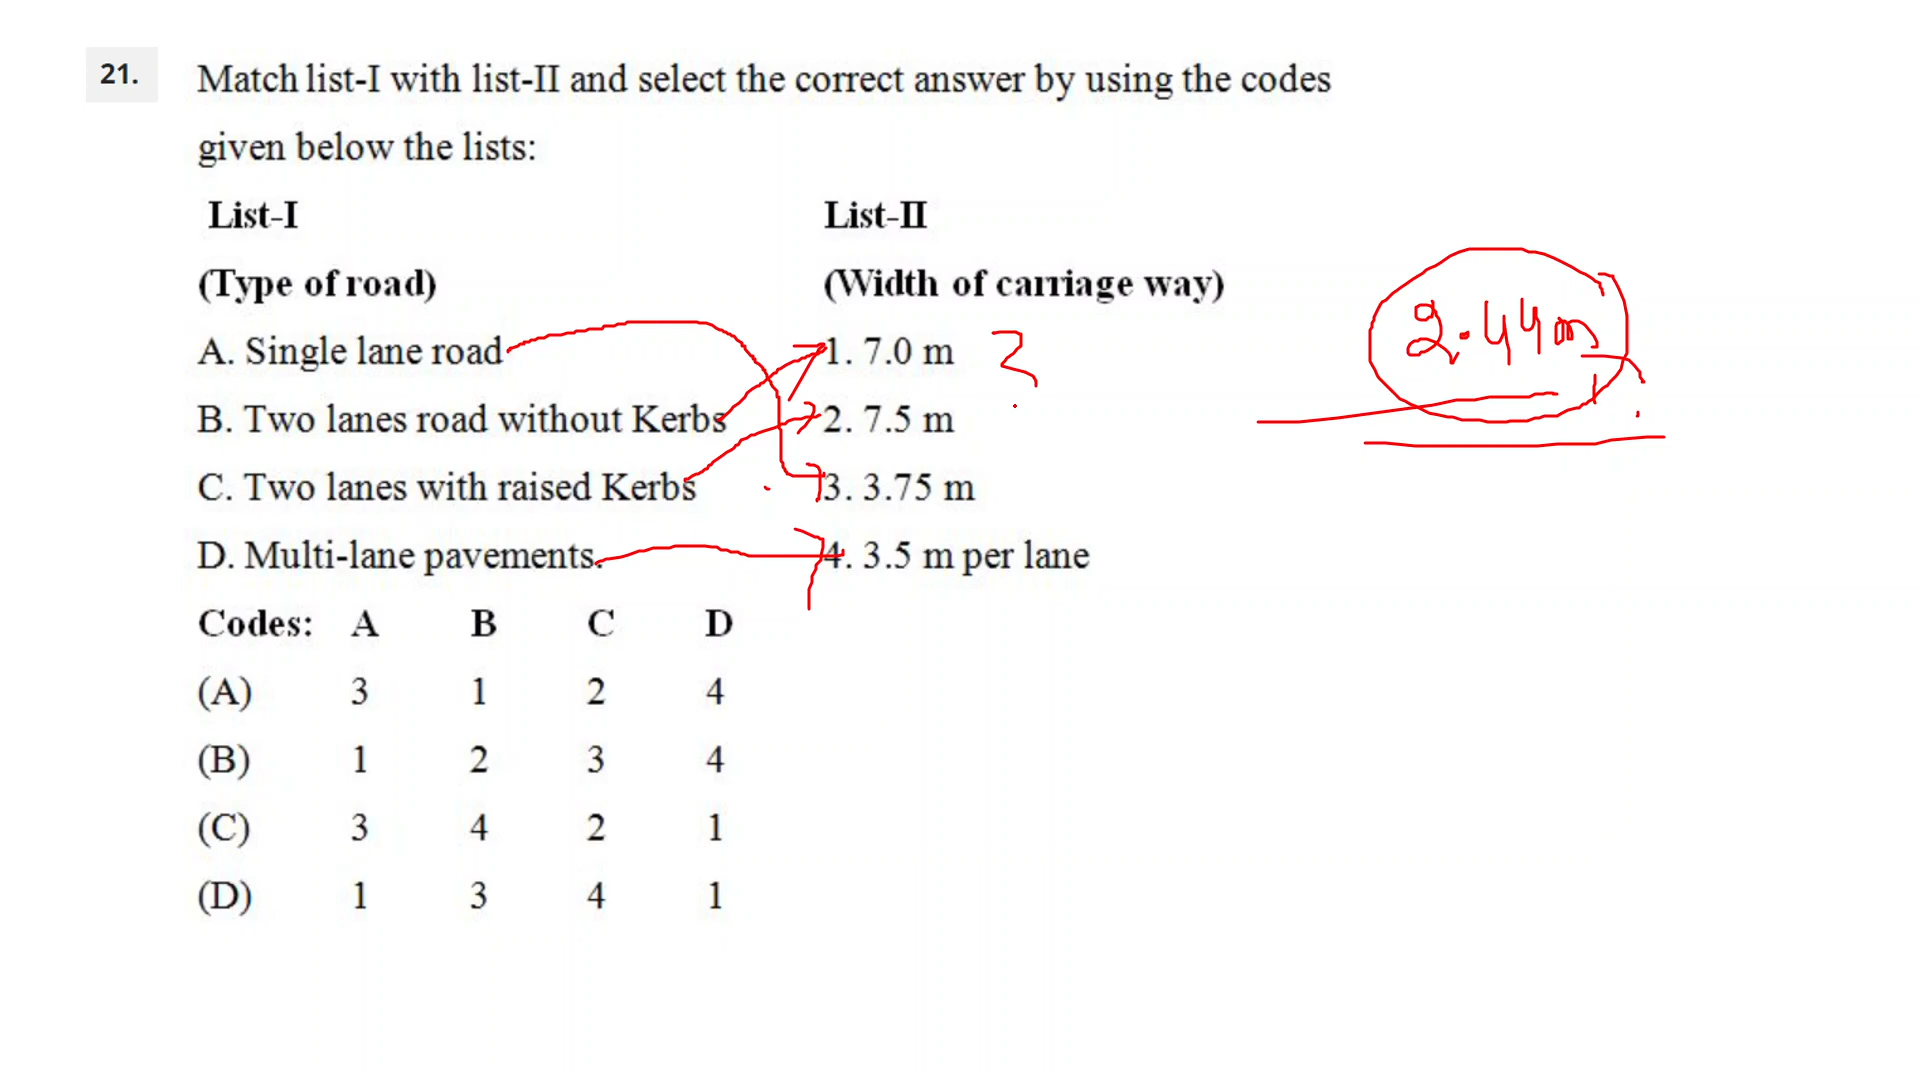 21. Match list-I with list-II and select the correct answer by using the codes
given below the lists:
List-I List-II
(Type of road) (Width of carriage way)
A. Single lane road 1. 7.0 m ?
B. Two lanes road without Kerbs 2. 7.5 m
C. Two lanes with raised Kerbs 3. 3.75 m
D. Multi-lane pavements. 4. 3.5 m per lane
2.44m
Codes: A B C D
(A) 3 1 2 4
(B) 1 2 3 4
(C) 3 4 2 1
(D) 1 3 4 1